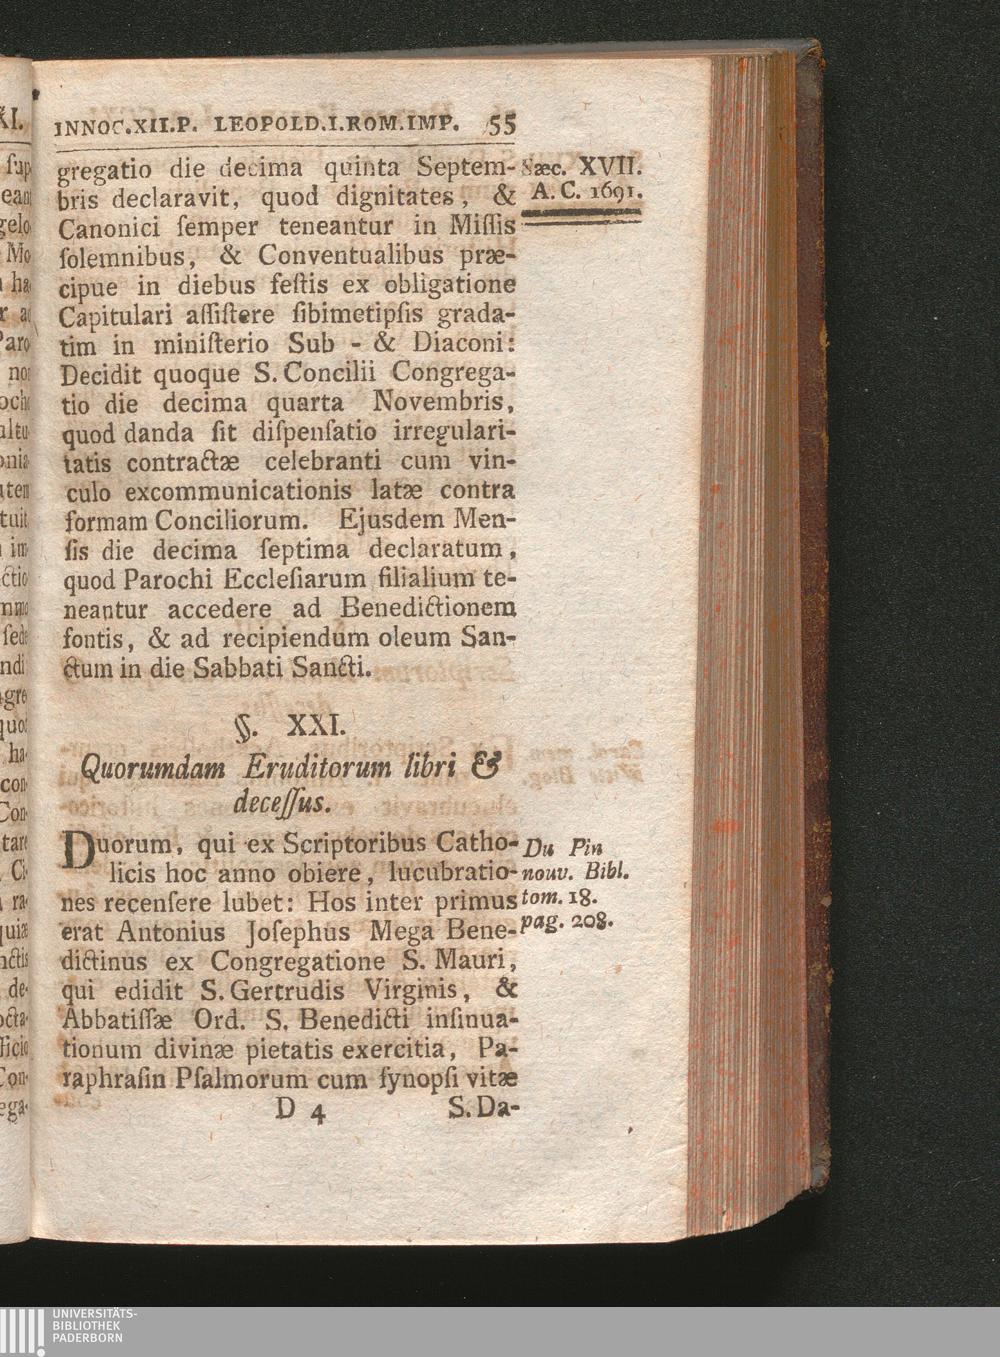 INNOC.XII.P. LEOPOLD.I.ROM.IMP. 55
gregatio die decima quinta Septem-
bris declaravit, quod dignitates, &
Canonici ſemper teneantur in Miſſis
ſolemnibus, & Conventualibus præ-
cipue in diebus feſtis ex obligatione
Capitulari aſſiſtere ſibimetipſis grada-
tim in miniſterio Sub - & Diaconi:
Decidit quoque S. Concilii Congrega-
tio die decima quarta Novembris,
quod danda ſit diſpenſatio irregulari-
tatis contractæ celebranti cum vin-
culo excommunicationis latæ contra
formam Conciliorum. Ejusdem Men-
ſis die decima ſeptima declaratum,
quod Parochi Eccleſiarum filialium te-
neantur accedere ad Benedictionem
fontis, & ad recipiendum oleum San-
ctum in die Sabbati Sancti.
Sæc. XVII.
A. C. 1691.
§. XXI.
Quorumdam Eruditorum libri &
deceſſus.
Duorum, qui ex Scriptoribus Catho-
licis hoc anno obiere, lucubratio-
nes recenſere lubet: Hos inter primus
erat Antonius Joſephus Mega Bene-
dictinus ex Congregatione S. Mauri,
qui edidit S. Gertrudis Virginis, &
Abbatiſſæ Ord. S. Benedicti inſinua-
tionum divinæ pietatis exercitia, Pa-
raphraſin Pſalmorum cum ſynopſi vitæ
Du Pin
nouv. Bibl.
tom. 18.
pag. 208.
D 4 S. Da-
UNIVERSITÄTS-
BIBLIOTHEK
PADERBORN